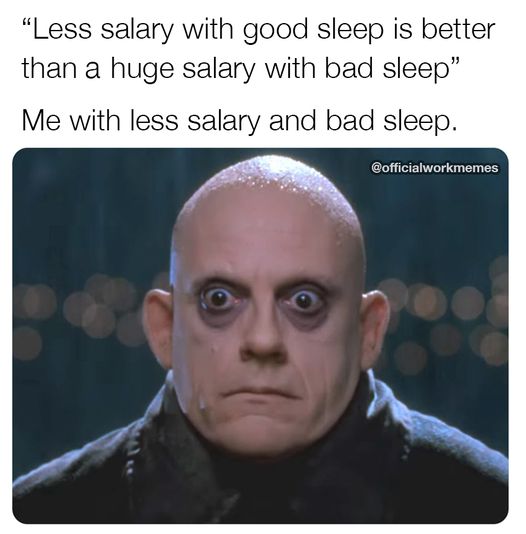 “Less salary with good sleep is better
than a huge salary with bad sleep”
Me with less salary and bad sleep.
@officialworkmemes